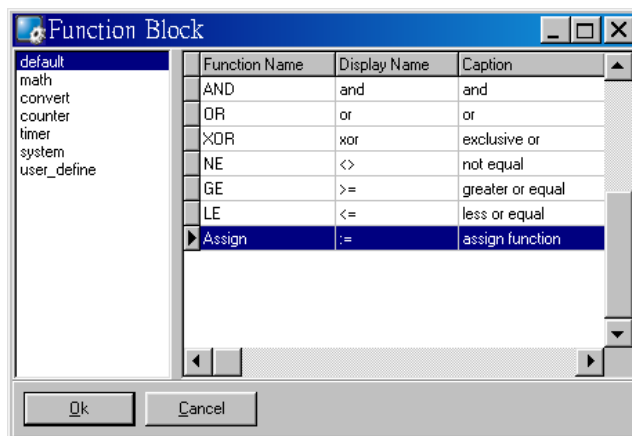 Function Block
default
math
convert
counter
timer
system
user_define
Function Name Display Name Caption
AND and and
OR or or
XOR xor exclusive or
NE <> not equal
GE >= greater or equal
LE <= less or equal
Assign := assign function
Ok Cancel